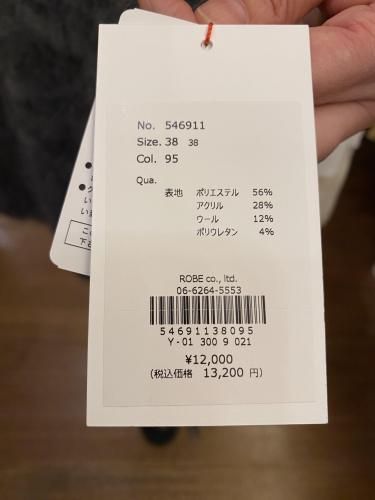 No. 546911
Size. 38 38
Col. 95
Qua.
表地 ポリエステル 56%
アクリル 28%
ウール 12%
ポリウレタン 4%
ROBE co., ltd.
06-6264-5553
54691138095
Y-01 300 9 021
¥12,000
(税込価格 13,200 円)